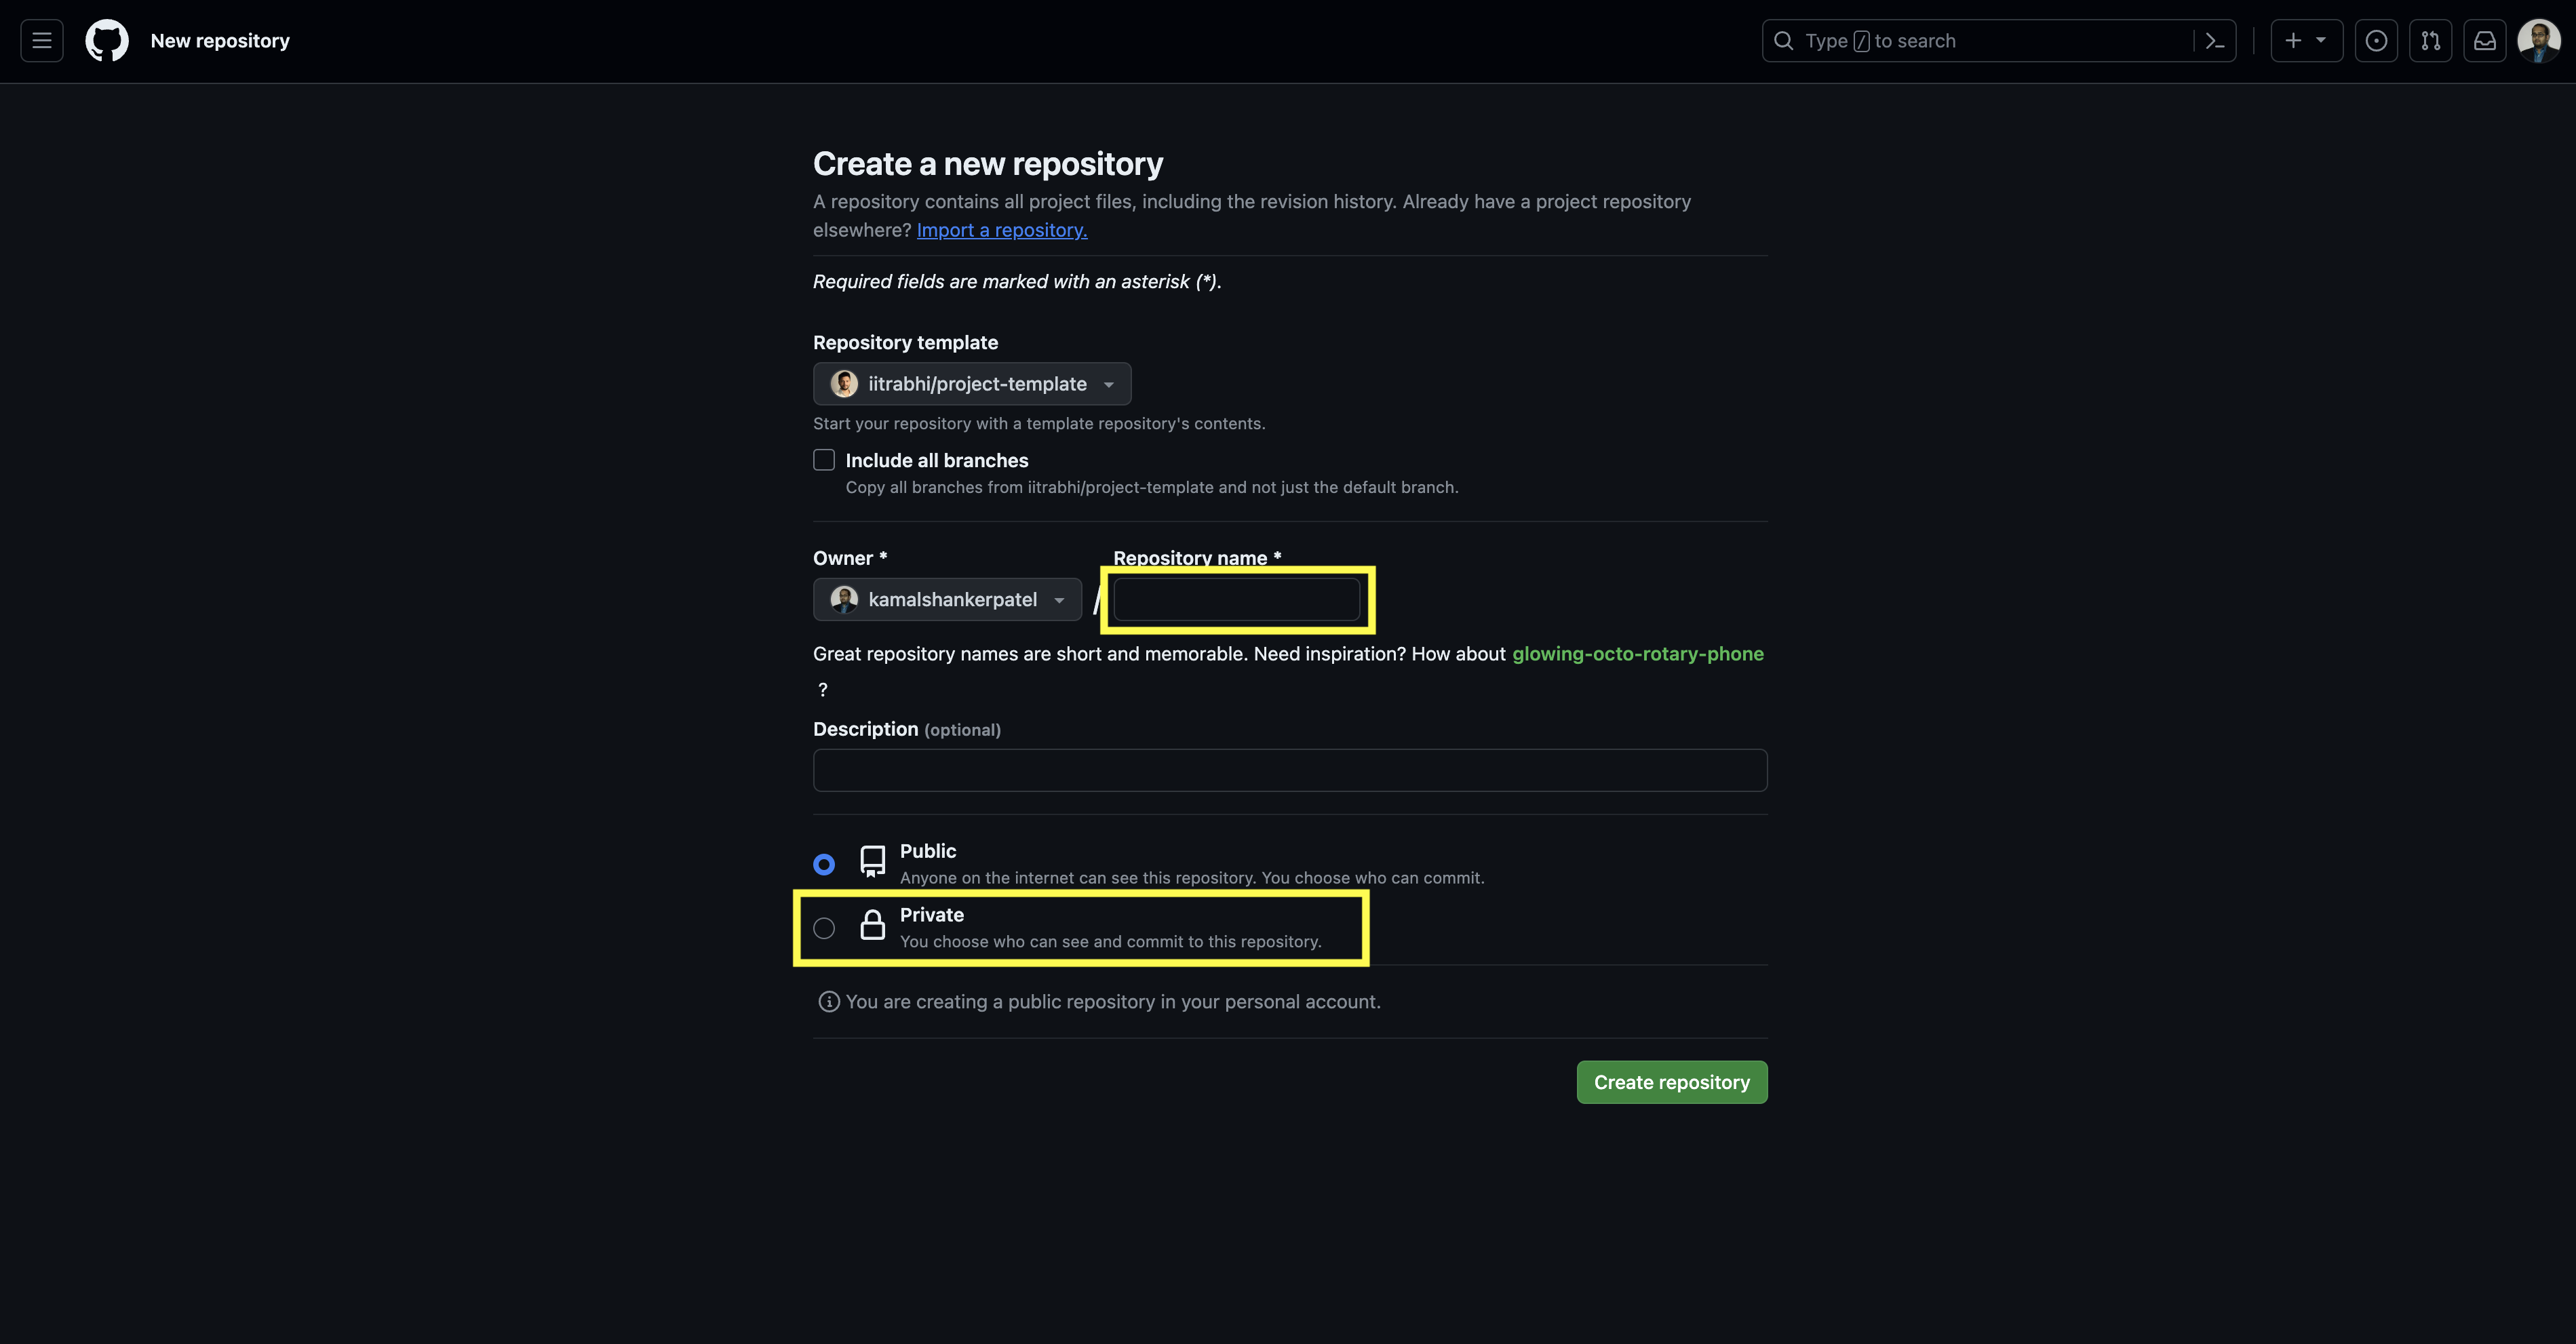 New repository
Type / to search
Create a new repository
A repository contains all project files, including the revision history. Already have a project repository
elsewhere? Import a repository.
Required fields are marked with an asterisk (*).
Repository template
iitrabhi/project-template
Start your repository with a template repository's contents.
Include all branches
Copy all branches from iitrabhi/project-template and not just the default branch.
Owner * Repository name *
kamalshankerpatel /
Great repository names are short and memorable. Need inspiration? How about glowing-octo-rotary-phone
?
Description (optional)
Public
Anyone on the internet can see this repository. You choose who can commit.
Private
You choose who can see and commit to this repository.
You are creating a public repository in your personal account.
Create repository